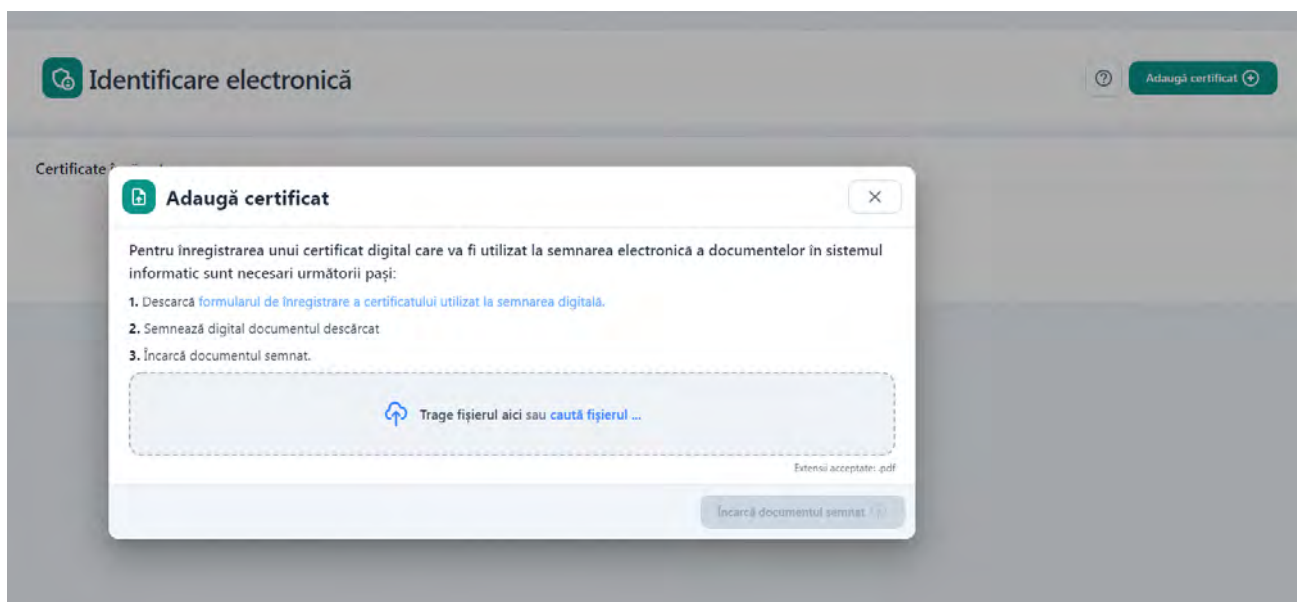 Identificare electronică
Adaugă certificat
Certificate
Adaugă certificat
Pentru înregistrarea unui certificat digital care va fi utilizat la semnarea electronică a documentelor în sistemul
informatic sunt necesari următorii pași:
1. Descarcă formularul de înregistrare a certificatului utilizat la semnarea digitală.
2. Semnează digital documentul descărcat
3. Încarcă documentul semnat.
Trage fișierul aici sau caută fișierul ...
Extensii acceptate: .pdf
Încarcă documentul semnat